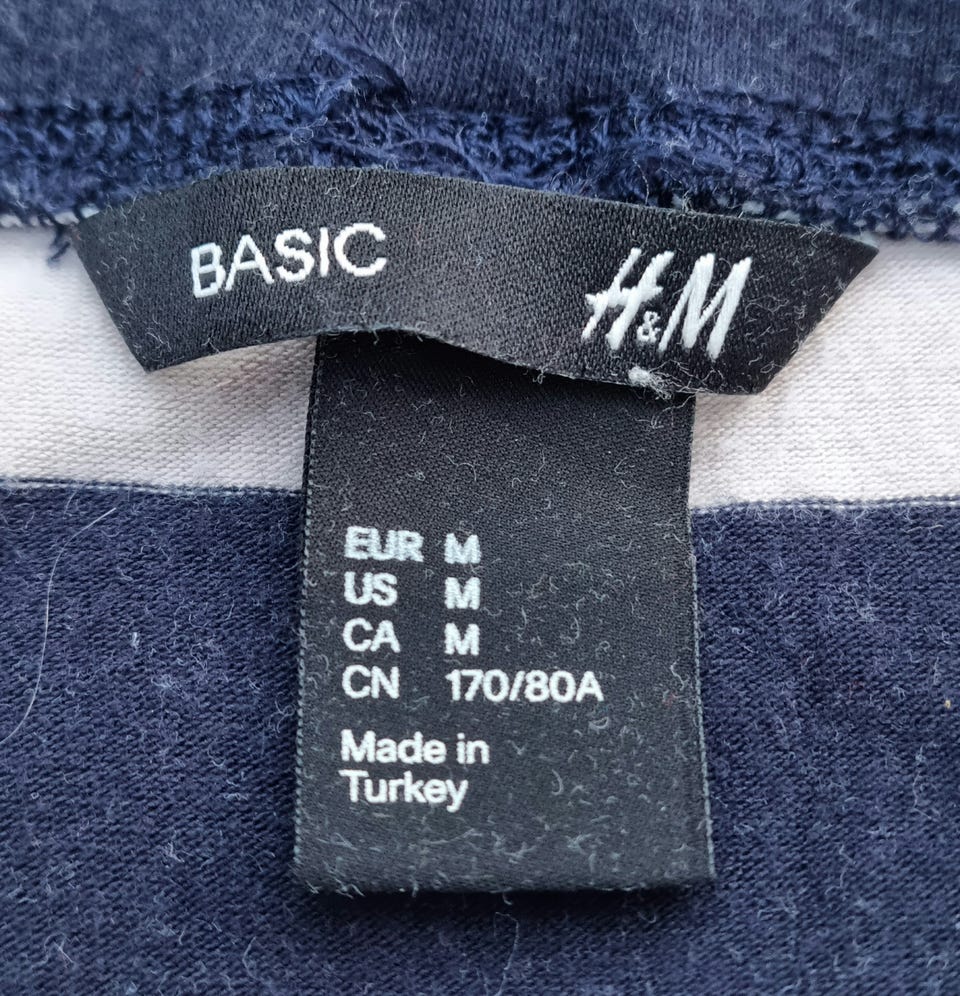 BASIC H&M
EUR M
US M
CA M
CN 170/80A
Made in
Turkey